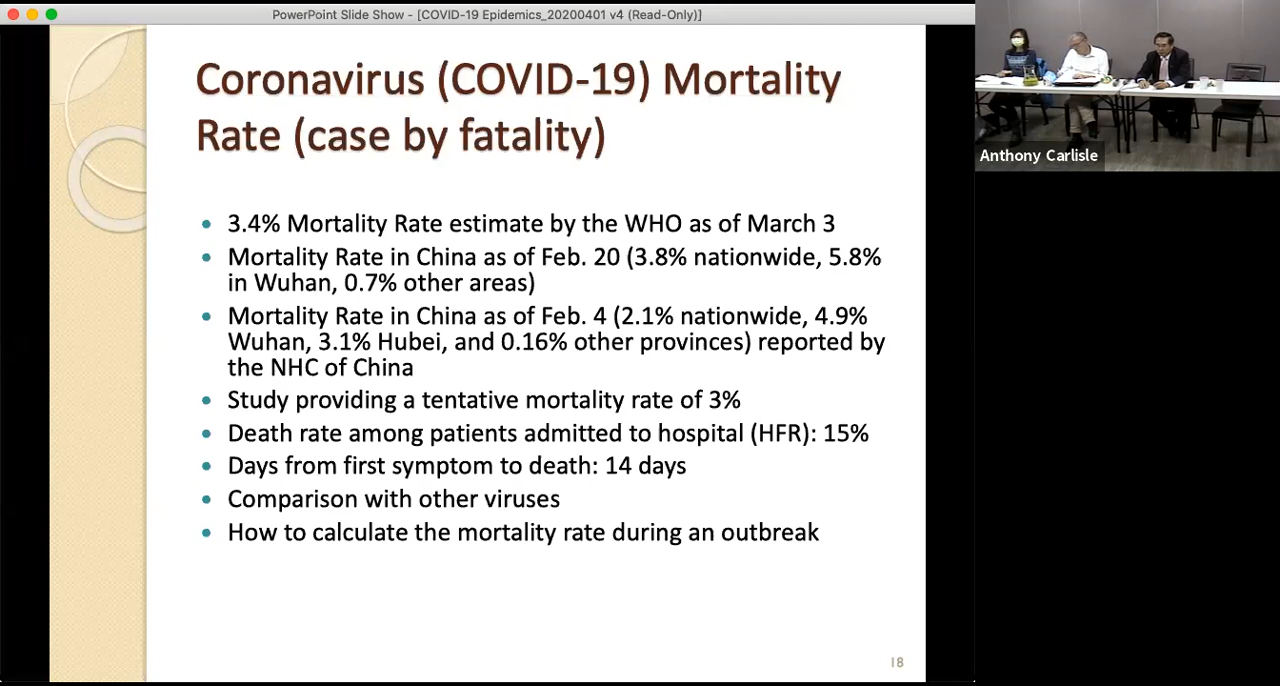 PowerPoint Slide Show - [COVID-19 Epidemics_20200401 v4 (Read-Only)]
Coronavirus (COVID-19) Mortality
Rate (case by fatality)
• 3.4% Mortality Rate estimate by the WHO as of March 3
• Mortality Rate in China as of Feb. 20 (3.8% nationwide, 5.8%
in Wuhan, 0.7% other areas)
• Mortality Rate in China as of Feb. 4 (2.1% nationwide, 4.9%
Wuhan, 3.1% Hubei, and 0.16% other provinces) reported by
the NHC of China
• Study providing a tentative mortality rate of 3%
• Death rate among patients admitted to hospital (HFR): 15%
• Days from first symptom to death: 14 days
• Comparison with other viruses
• How to calculate the mortality rate during an outbreak
18
Anthony Carlisle